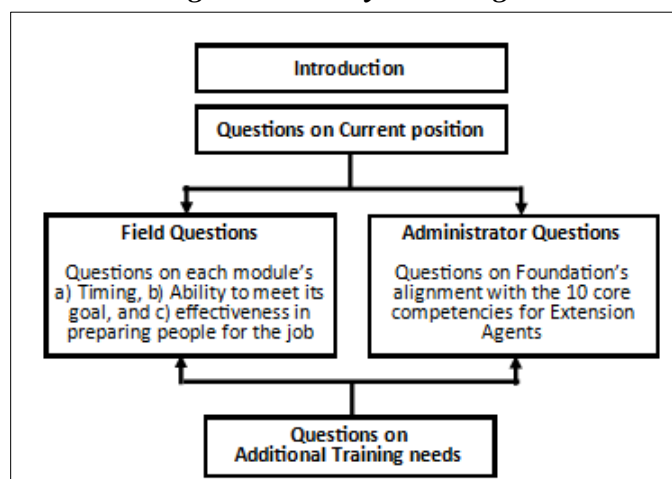 Introduction
Questions on Current position
Field Questions
Questions on each module's
a) Timing, b) Ability to meet its
goal, and c) effectiveness in
preparing people for the job
Administrator Questions
Questions on Foundation's
alignment with the 10 core
competencies for Extension
Agents
Questions on
Additional Training needs